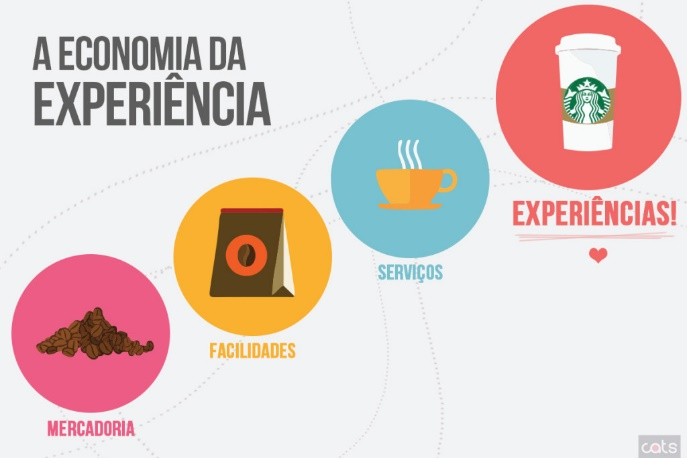 A ECONOMIA DA
EXPERIÊNCIA
EXPERIÊNCIAS!
SERVIÇOS
FACILIDADES
MERCADORIA
cats